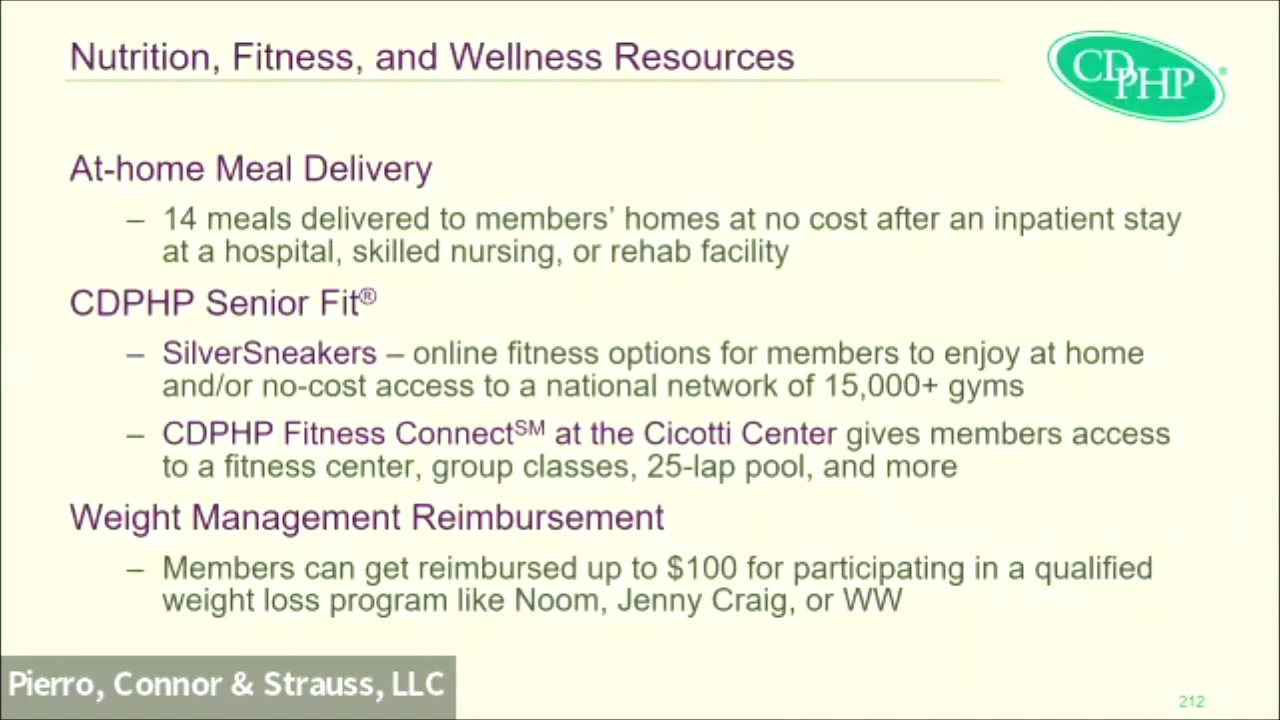 Nutrition, Fitness, and Wellness Resources
CDPHP®
At-home Meal Delivery
– 14 meals delivered to members’ homes at no cost after an inpatient stay
at a hospital, skilled nursing, or rehab facility
CDPHP Senior Fit®
– SilverSneakers – online fitness options for members to enjoy at home
and/or no-cost access to a national network of 15,000+ gyms
– CDPHP Fitness Connect℠ at the Cicotti Center gives members access
to a fitness center, group classes, 25-lap pool, and more
Weight Management Reimbursement
– Members can get reimbursed up to $100 for participating in a qualified
weight loss program like Noom, Jenny Craig, or WW
Pierro, Connor & Strauss, LLC
212